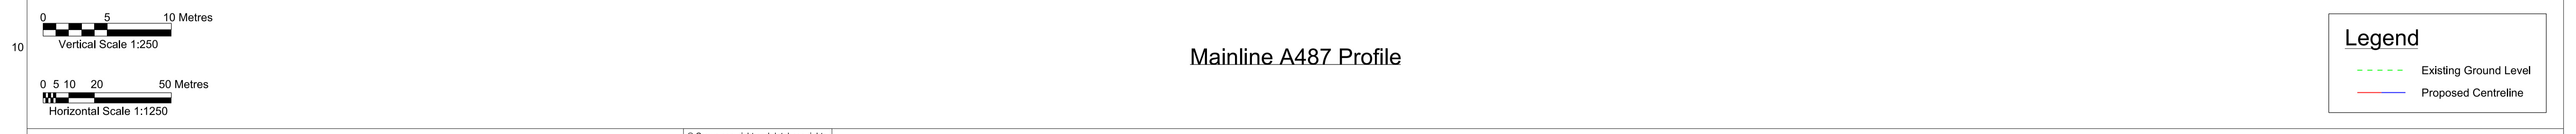 0 5 10 Metres
Vertical Scale 1:250
10
Mainline A487 Profile
Legend
Existing Ground Level
Proposed Centreline
0 5 10 20 50 Metres
Horizontal Scale 1:1250